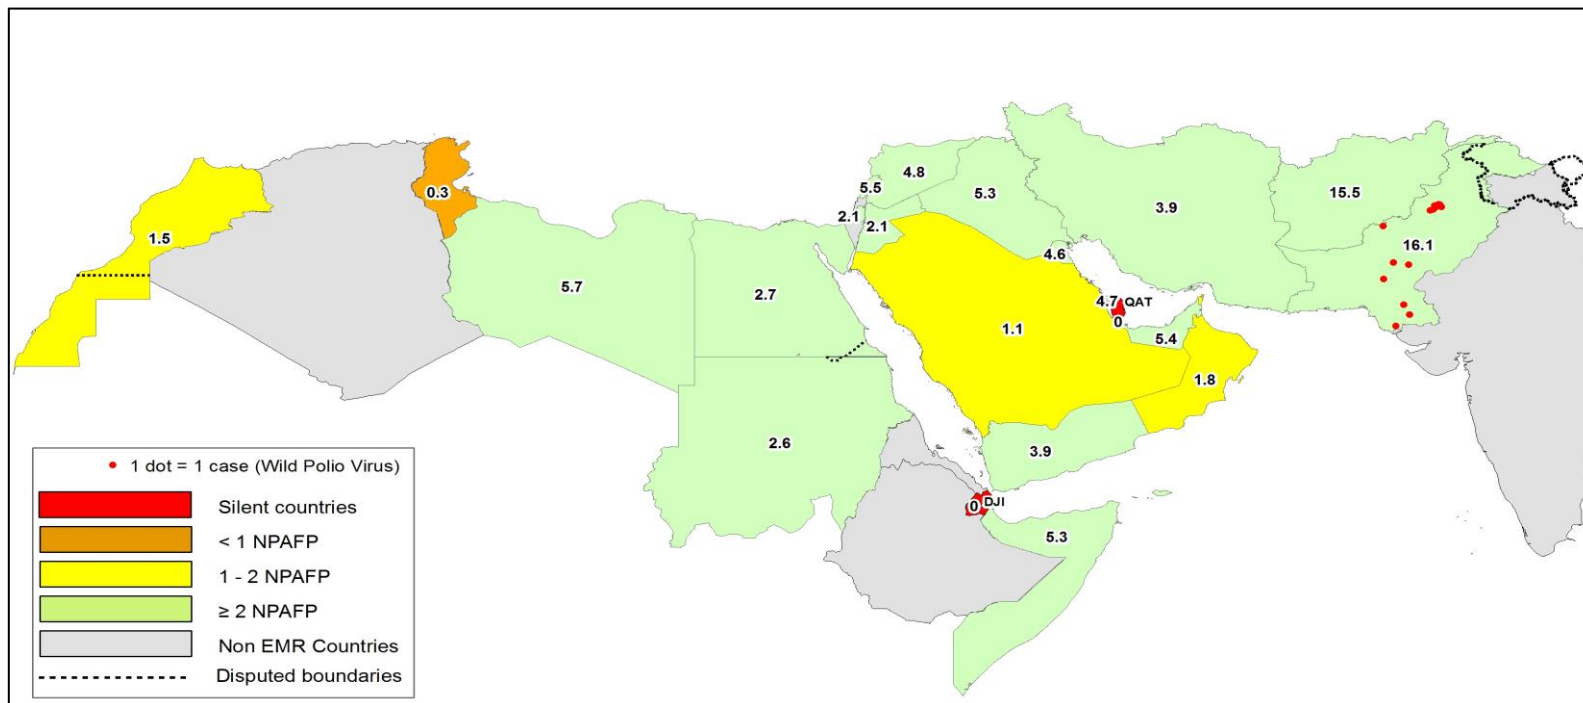 0.3
4.8
5.5
5.3
15.5
3.9
2.1
2.1
1.5
16.1
4.6
5.7
2.7
4.7
QAT
0
1.1
5.4
1.8
2.6
3.9
0
DJI
5.3
1 dot = 1 case (Wild Polio Virus)
Silent countries
< 1 NPAFP
1 - 2 NPAFP
≥ 2 NPAFP
Non EMR Countries
Disputed boundaries